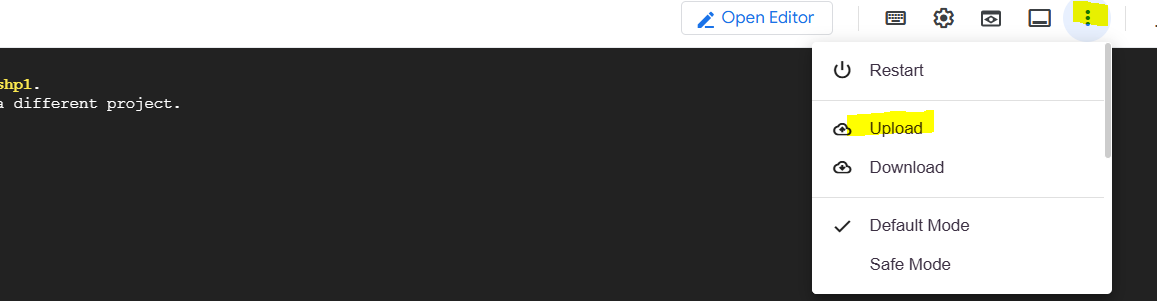 Open Editor
shp1.
a different project.
Restart
Upload
Download
Default Mode
Safe Mode